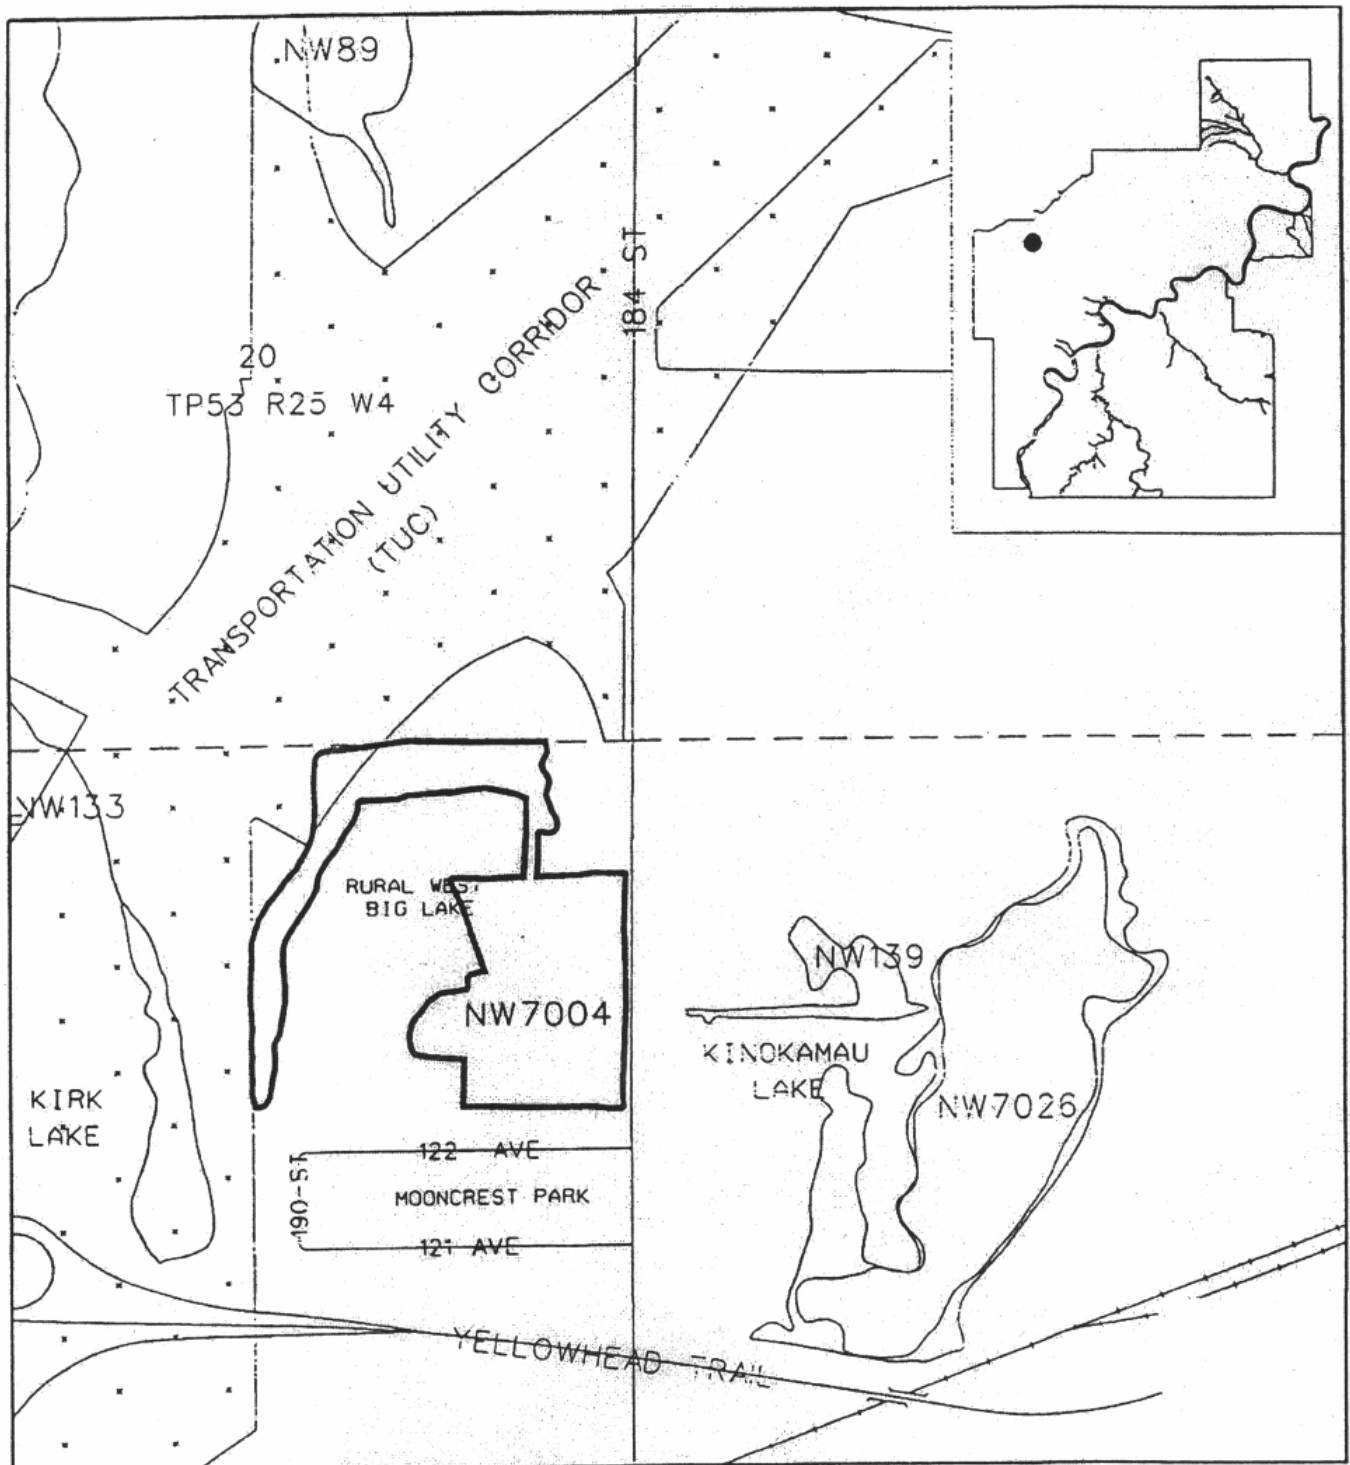 NW89
184 ST
20
TP53 R25 W4
TRANSPORTATION UTILITY CORRIDOR
(TUC)
NW133
RURAL WEST
BIG LAKE
NW139
NW7004
KINOKAMAU
LAKE
NW7026
KIRK
LAKE
122 AVE
190 ST
MOONCREST PARK
121 AVE
YELLOWHEAD TRAIL